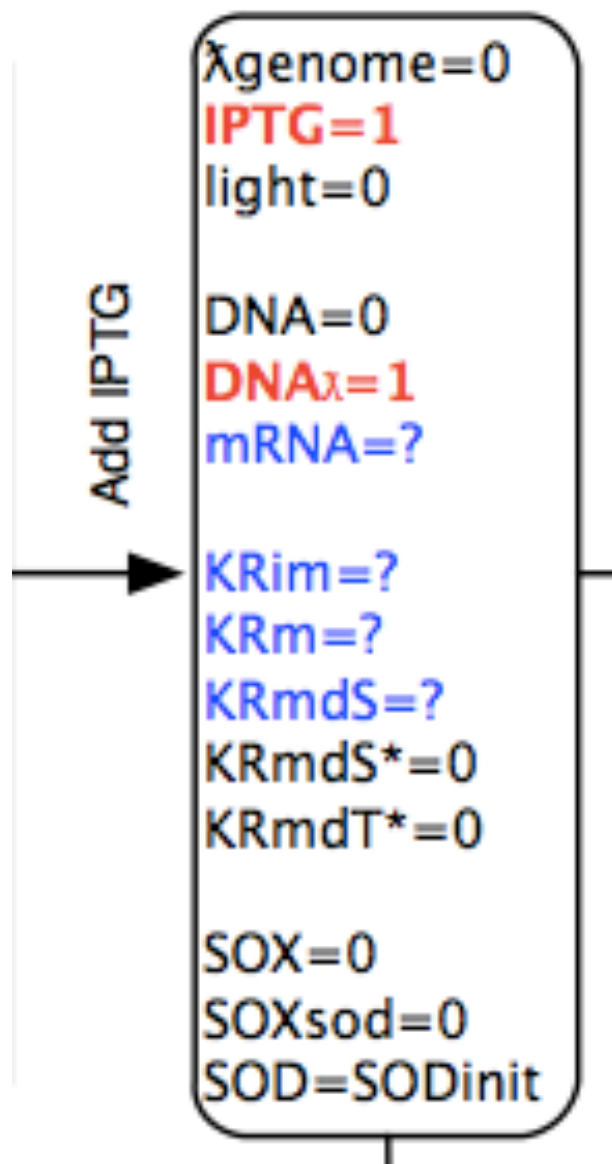 Add IPTG
λgenome=0
IPTG=1
light=0
DNA=0
DNAλ=1
mRNA=?
KRim=?
KRm=?
KRmdS=?
KRmdS*=0
KRmdT*=0
SOX=0
SOXsod=0
SOD=SODinit